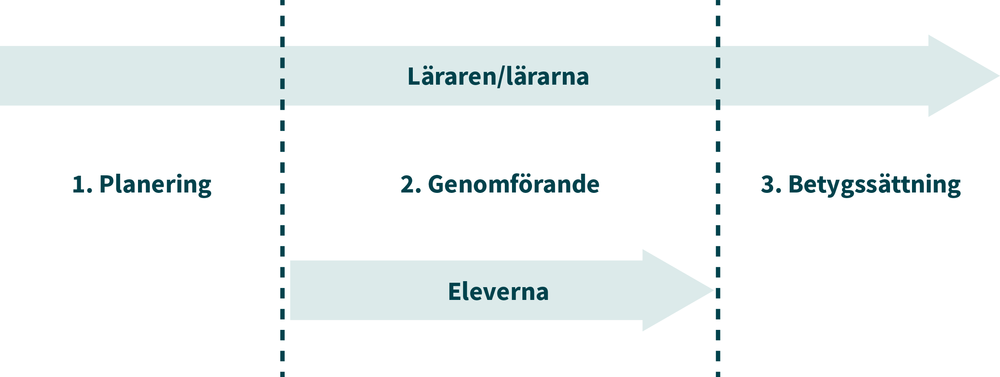 Läraren/lärarna
1. Planering
2. Genomförande
3. Betygssättning
Eleverna